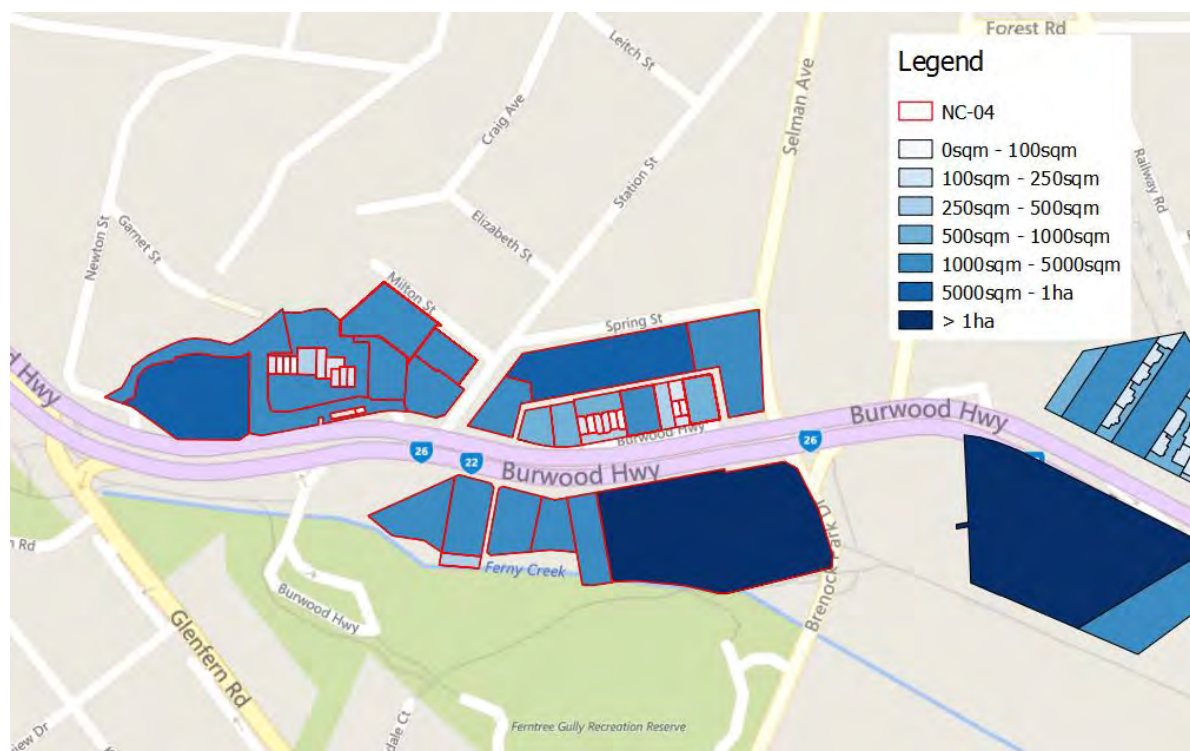 Forest Rd
Leitch St
Legend
NC-04
0sqm - 100sqm
100sqm - 250sqm
250sqm - 500sqm
500sqm - 1000sqm
1000sqm - 5000sqm
5000sqm - 1ha
> 1ha
Selman Ave
Craig Ave
Railway Rd
Station St
Newton St
Garnet St
Elizabeth St
Milton St
Spring St
d Hwy
Burwood Hwy
Burwood Hwy
26
22
26
Burwood Hwy
Ferny Creek
Burwood Hwy
Glenfern Rd
Ferntree Gully Recreation Reserve
dale Ct
iew Dr